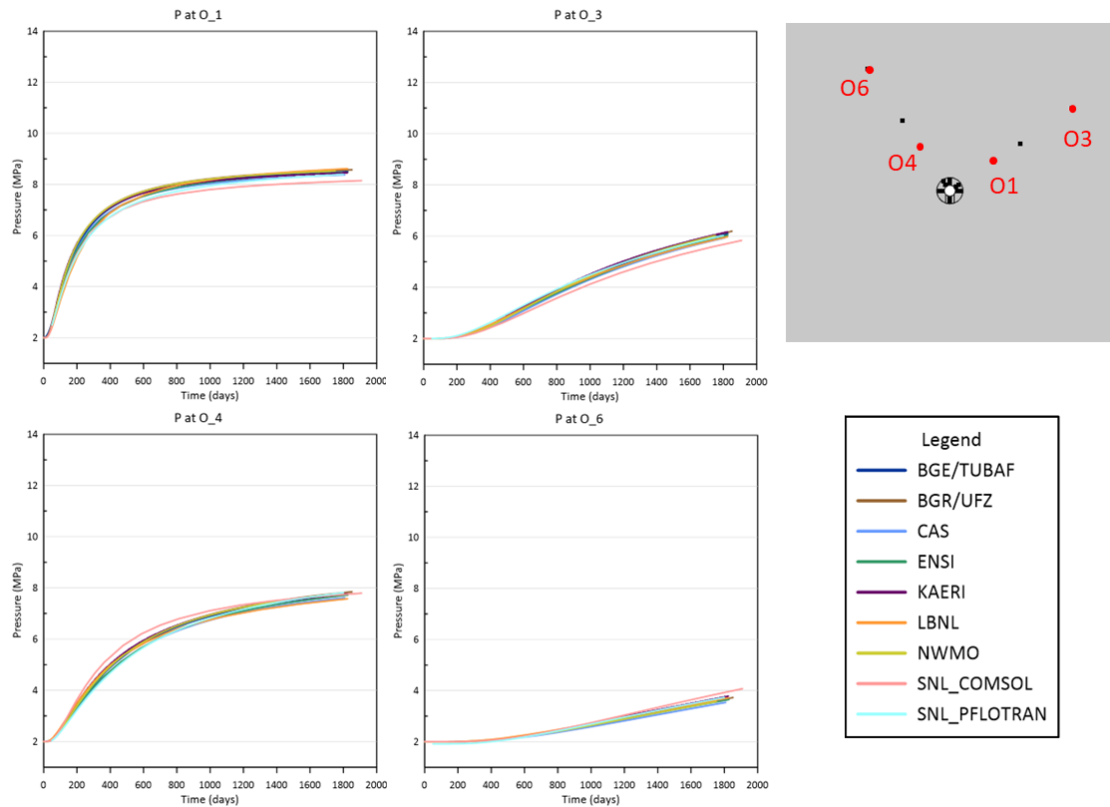 P at O_1
14
12
10
8
6
4
2
Pressure (MPa)
0 200 400 600 800 1000 1200 1400 1600 1800 2000
Time (days)
P at O_3
14
12
10
8
6
4
2
Pressure (MPa)
0 200 400 600 800 1000 1200 1400 1600 1800 2000
Time (days)
O6
O3
O4
O1
P at O_4
14
12
10
8
6
4
2
Pressure (MPa)
0 200 400 600 800 1000 1200 1400 1600 1800 2000
Time (days)
P at O_6
14
12
10
8
6
4
2
Pressure (MPa)
0 200 400 600 800 1000 1200 1400 1600 1800 2000
Time (days)
Legend
BGE/TUBAF
BGR/UFZ
CAS
ENSI
KAERI
LBNL
NWMO
SNL_COMSOL
SNL_PFLOTRAN